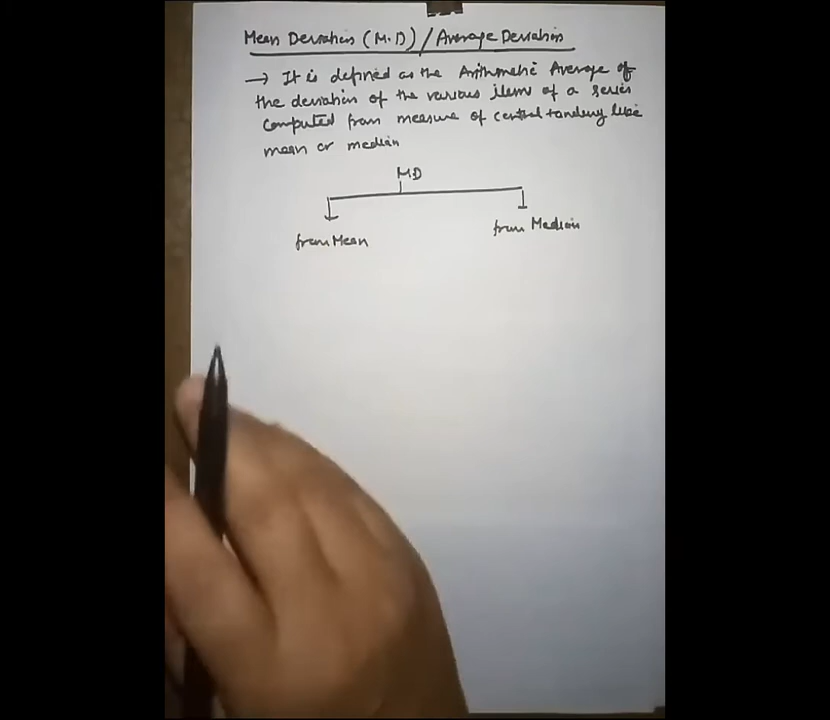 Mean Deviation (M.D) / Average Deviation
→ It is defined as the Arithmetic Average of
the deviation of the various items of a series
computed from measure of central tandency like
mean or median
MD
from Mean
from Median